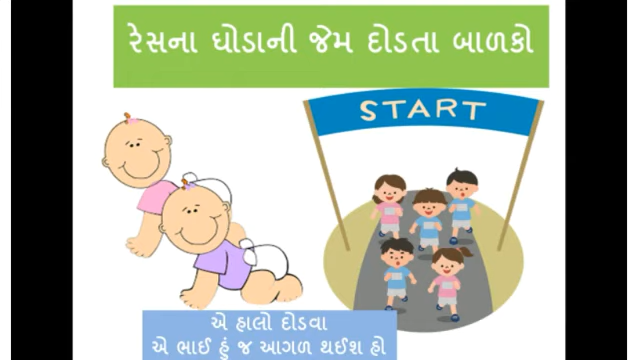 રેસના ઘોડાની જેમ દોડતા બાળકો
START
એ હાલો દોડવા
એ ભાઈ હું જ આગળ થઈશ હો